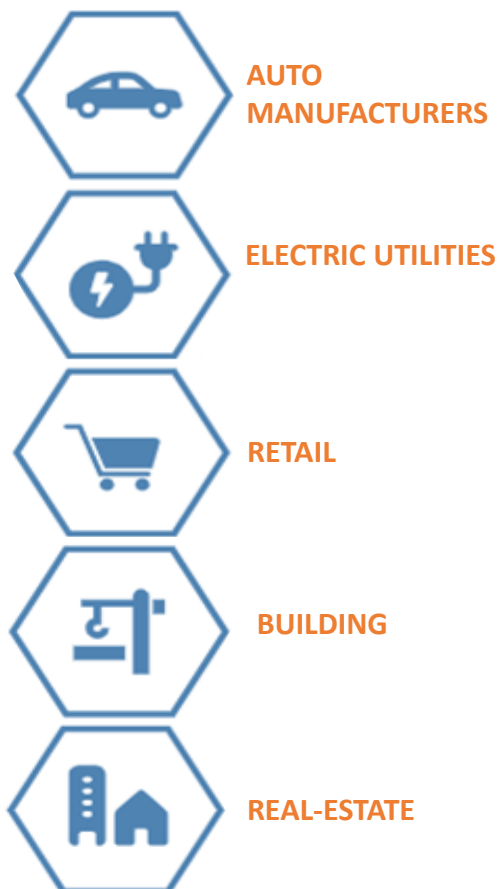 AUTO
MANUFACTURERS
ELECTRIC UTILITIES
RETAIL
BUILDING
REAL-ESTATE